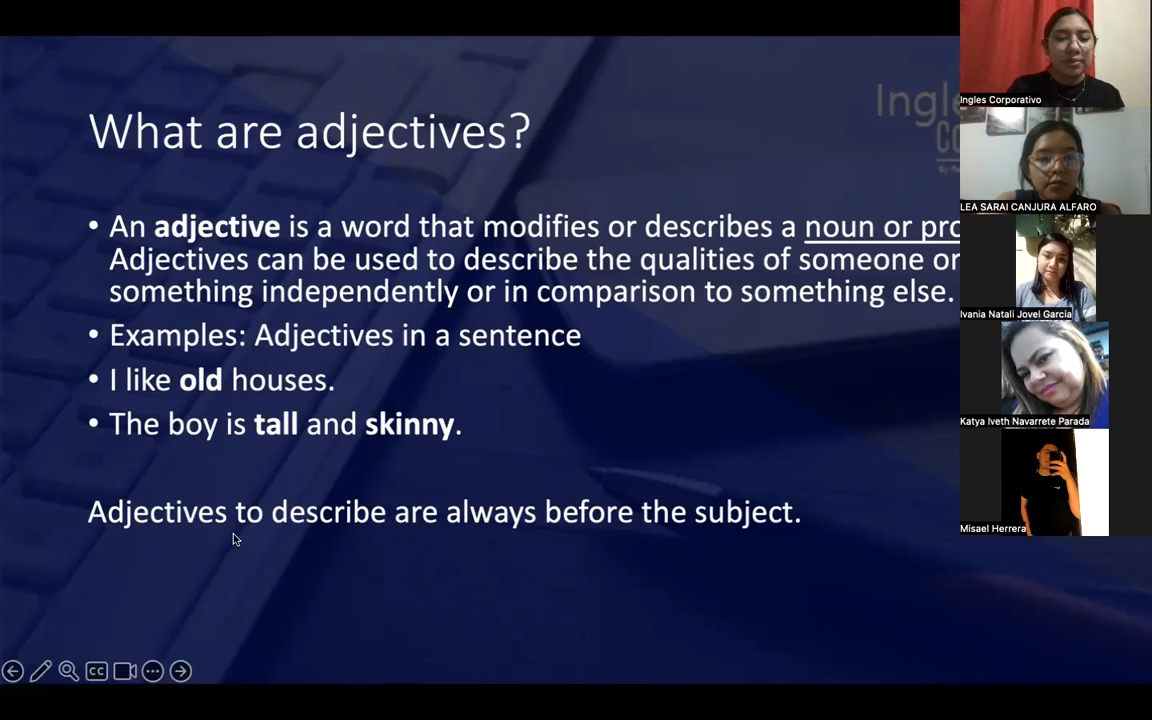 Ingles Corporativo
What are adjectives?
LEA SARAI CANJURA ALFARO
• An adjective is a word that modifies or describes a noun or
Adjectives can be used to describe the qualities of someone or
something independently or in comparison to something else.
Ivania Natali Jovel Garcia
• Examples: Adjectives in a sentence
• I like old houses.
• The boy is tall and skinny.
Katya Iveth Navarrete Parada
Adjectives to describe are always before the subject.
Misael Herrera
CC